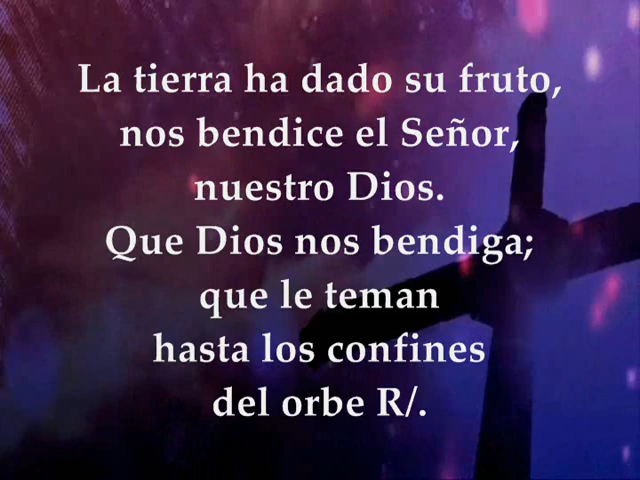 La tierra ha dado su fruto,
nos bendice el Señor,
nuestro Dios.
Que Dios nos bendiga;
que le teman
hasta los confines
del orbe R/.